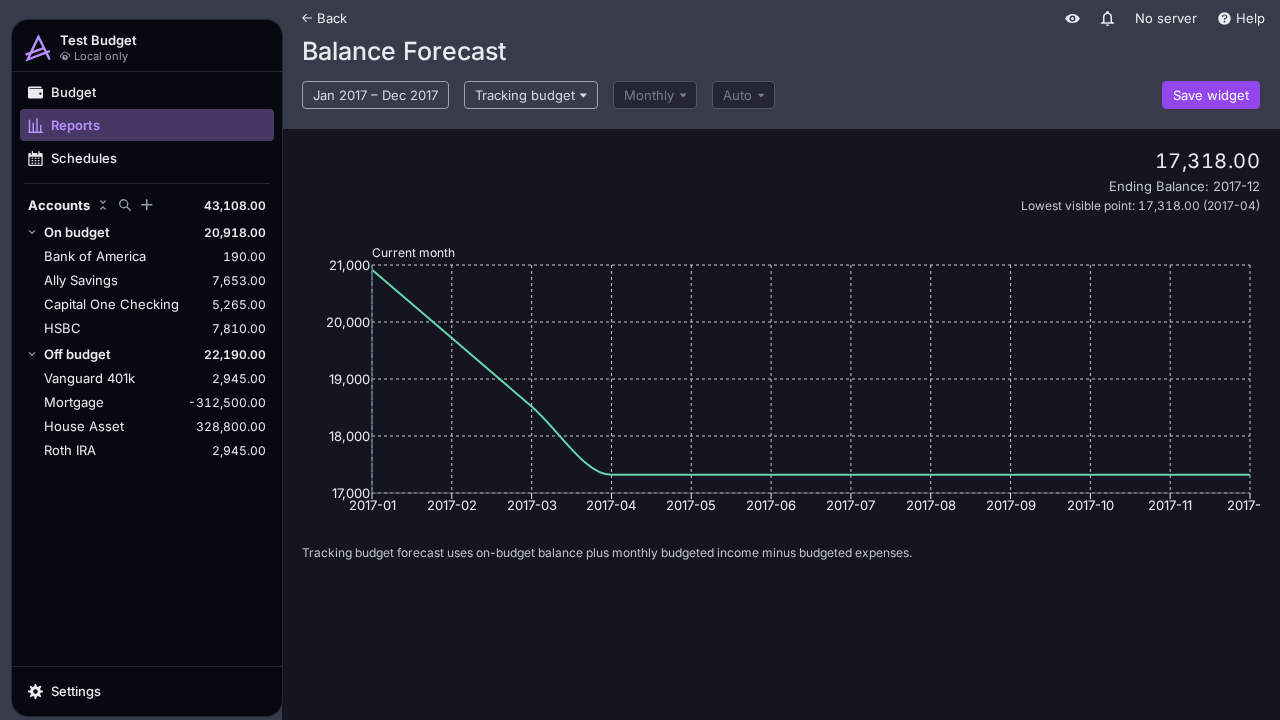 Test Budget
Local only
Budget
Reports
Schedules
Accounts 43,108.00
On budget 20,918.00
Bank of America 190.00
Ally Savings 7,653.00
Capital One Checking 5,265.00
HSBC 7,810.00
Off budget 22,190.00
Vanguard 401k 2,945.00
Mortgage -312,500.00
House Asset 328,800.00
Roth IRA 2,945.00
Settings
Back
No server
Help
Balance Forecast
Jan 2017 – Dec 2017
Tracking budget
Monthly
Auto
Save widget
17,318.00
Ending Balance: 2017-12
Lowest visible point: 17,318.00 (2017-04)
Current month
21,000
20,000
19,000
18,000
17,000
2017-01 2017-02 2017-03 2017-04 2017-05 2017-06 2017-07 2017-08 2017-09 2017-10 2017-11 2017-
Tracking budget forecast uses on-budget balance plus monthly budgeted income minus budgeted expenses.